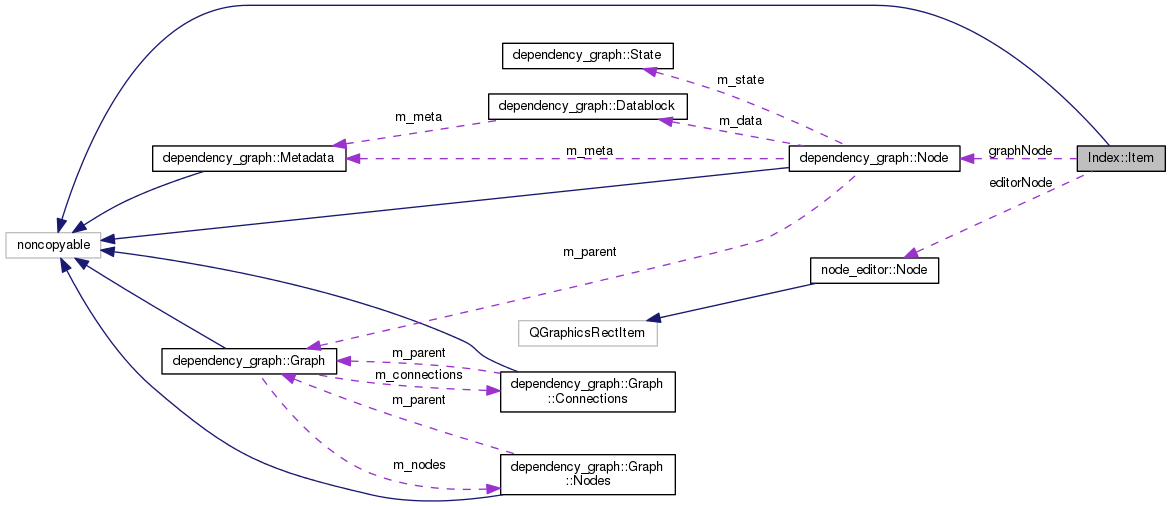 dependency_graph::State
m_state
dependency_graph::Datablock
m_meta
m_data
dependency_graph::Metadata
m_meta
dependency_graph::Node
graphNode
Index::Item
editorNode
noncopyable
m_parent
node_editor::Node
QGraphicsRectItem
dependency_graph::Graph
m_parent
m_connections
dependency_graph::Graph
::Connections
m_parent
m_nodes
dependency_graph::Graph
::Nodes